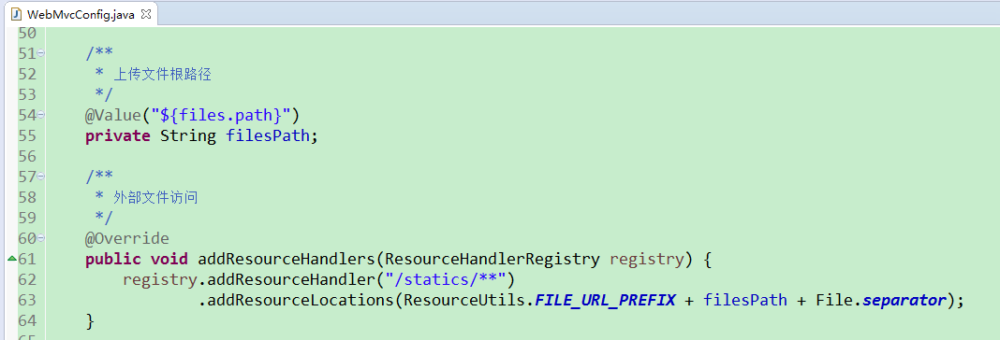 WebMvcConfig.java
50
51 /**
52 * 上传文件根路径
53 */
54 @Value("${files.path}")
55 private String filesPath;
56
57 /**
58 * 外部文件访问
59 */
60 @Override
61 public void addResourceHandlers(ResourceHandlerRegistry registry) {
62 registry.addResourceHandler("/statics/**")
63 .addResourceLocations(ResourceUtils.FILE_URL_PREFIX + filesPath + File.separator);
64 }